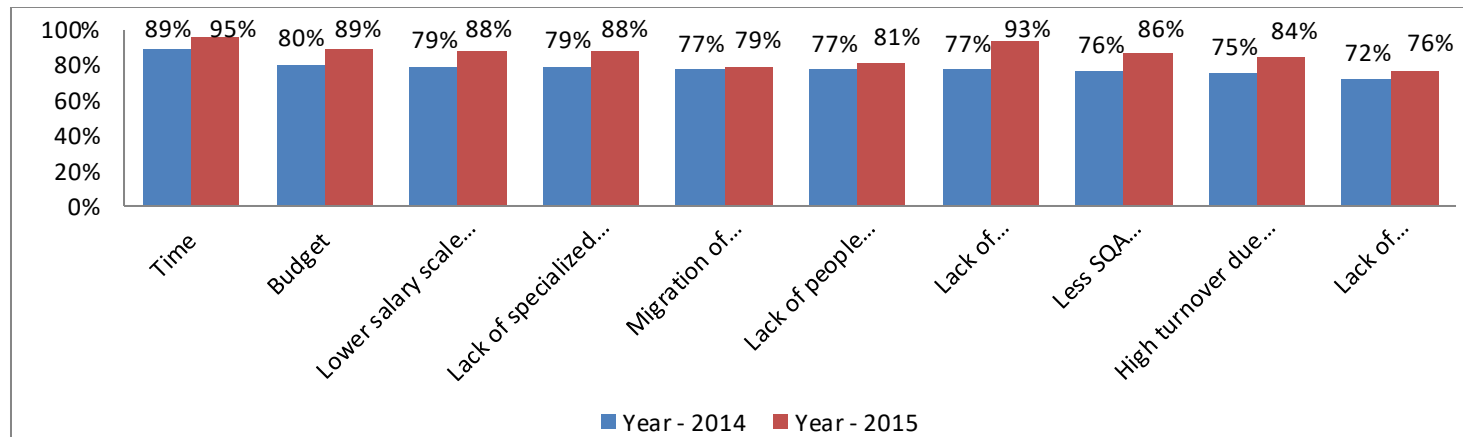 100%
80%
60%
40%
20%
0%
89% 95%
80% 89%
79% 88%
79% 88%
77% 79%
77% 81%
77% 93%
76% 86%
75% 84%
72% 76%
Time
Budget
Lower salary scale...
Lack of specialized...
Migration of...
Lack of people...
Lack of...
Less SQA...
High turnover due...
Lack of...
Year - 2014 Year - 2015